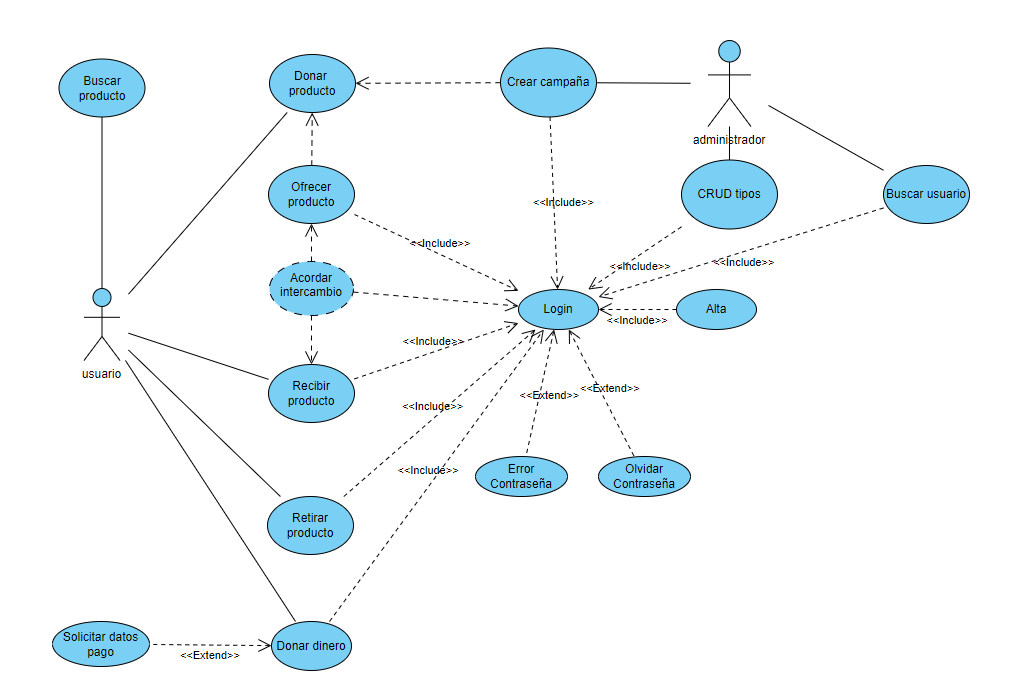 Buscar
producto
Donar
producto
Crear campaña
administrador
Ofrecer
producto
CRUD tipos
Buscar usuario
<<Include>>
<<Include>>
<<Include>>
<<Include>>
Acordar
intercambio
Login
Alta
<<Include>>
usuario
<<Include>>
Recibir
producto
<<Extend>>
<<Extend>>
<<Include>>
<<Include>>
Error
Contraseña
Olvidar
Contraseña
Retirar
producto
Solicitar datos
pago
<<Extend>>
Donar dinero